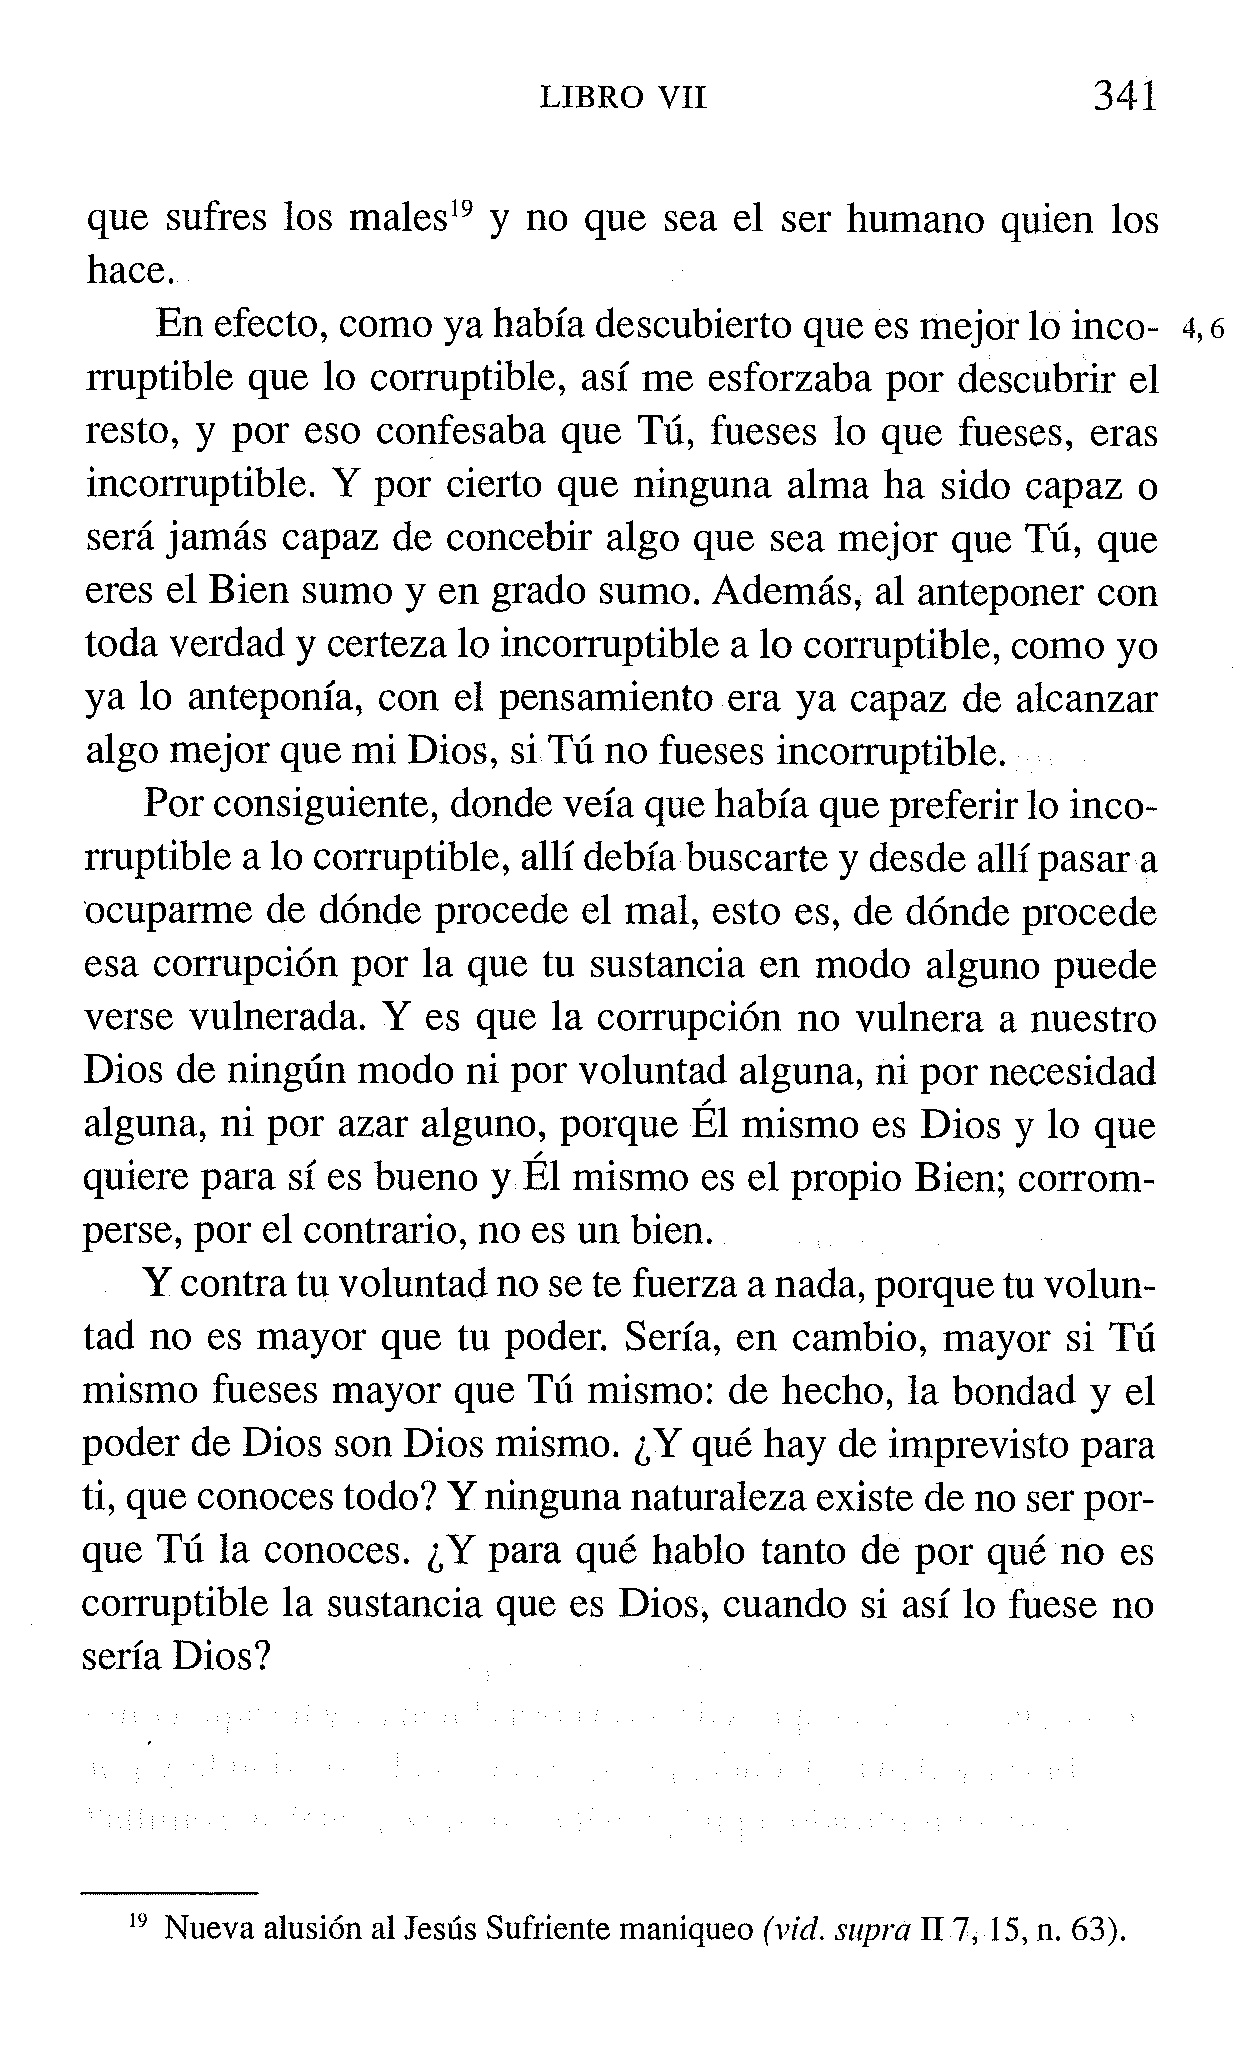 LIBRO VII 341
que sufres los males¹⁹ y no que sea el ser humano quien los
hace.
En efecto, como ya había descubierto que es mejor lo inco- 4, 6
rruptible que lo corruptible, así me esforzaba por descubrir el
resto, y por eso confesaba que Tú, fueses lo que fueses, eras
incorruptible. Y por cierto que ninguna alma ha sido capaz o
será jamás capaz de concebir algo que sea mejor que Tú, que
eres el Bien sumo y en grado sumo. Además, al anteponer con
toda verdad y certeza lo incorruptible a lo corruptible, como yo
ya lo anteponía, con el pensamiento era ya capaz de alcanzar
algo mejor que mi Dios, si Tú no fueses incorruptible.
Por consiguiente, donde veía que había que preferir lo inco-
rruptible a lo corruptible, allí debía buscarte y desde allí pasar a
ocuparme de dónde procede el mal, esto es, de dónde procede
esa corrupción por la que tu sustancia en modo alguno puede
verse vulnerada. Y es que la corrupción no vulnera a nuestro
Dios de ningún modo ni por voluntad alguna, ni por necesidad
alguna, ni por azar alguno, porque Él mismo es Dios y lo que
quiere para sí es bueno y Él mismo es el propio Bien; corrom-
perse, por el contrario, no es un bien.
Y contra tu voluntad no se te fuerza a nada, porque tu volun-
tad no es mayor que tu poder. Sería, en cambio, mayor si Tú
mismo fueses mayor que Tú mismo: de hecho, la bondad y el
poder de Dios son Dios mismo. ¿Y qué hay de imprevisto para
ti, que conoces todo? Y ninguna naturaleza existe de no ser por-
que Tú la conoces. ¿Y para qué hablo tanto de por qué no es
corruptible la sustancia que es Dios, cuando si así lo fuese no
sería Dios?
¹⁹ Nueva alusión al Jesús Sufriente maniqueo (vid. supra II 7, 15, n. 63).